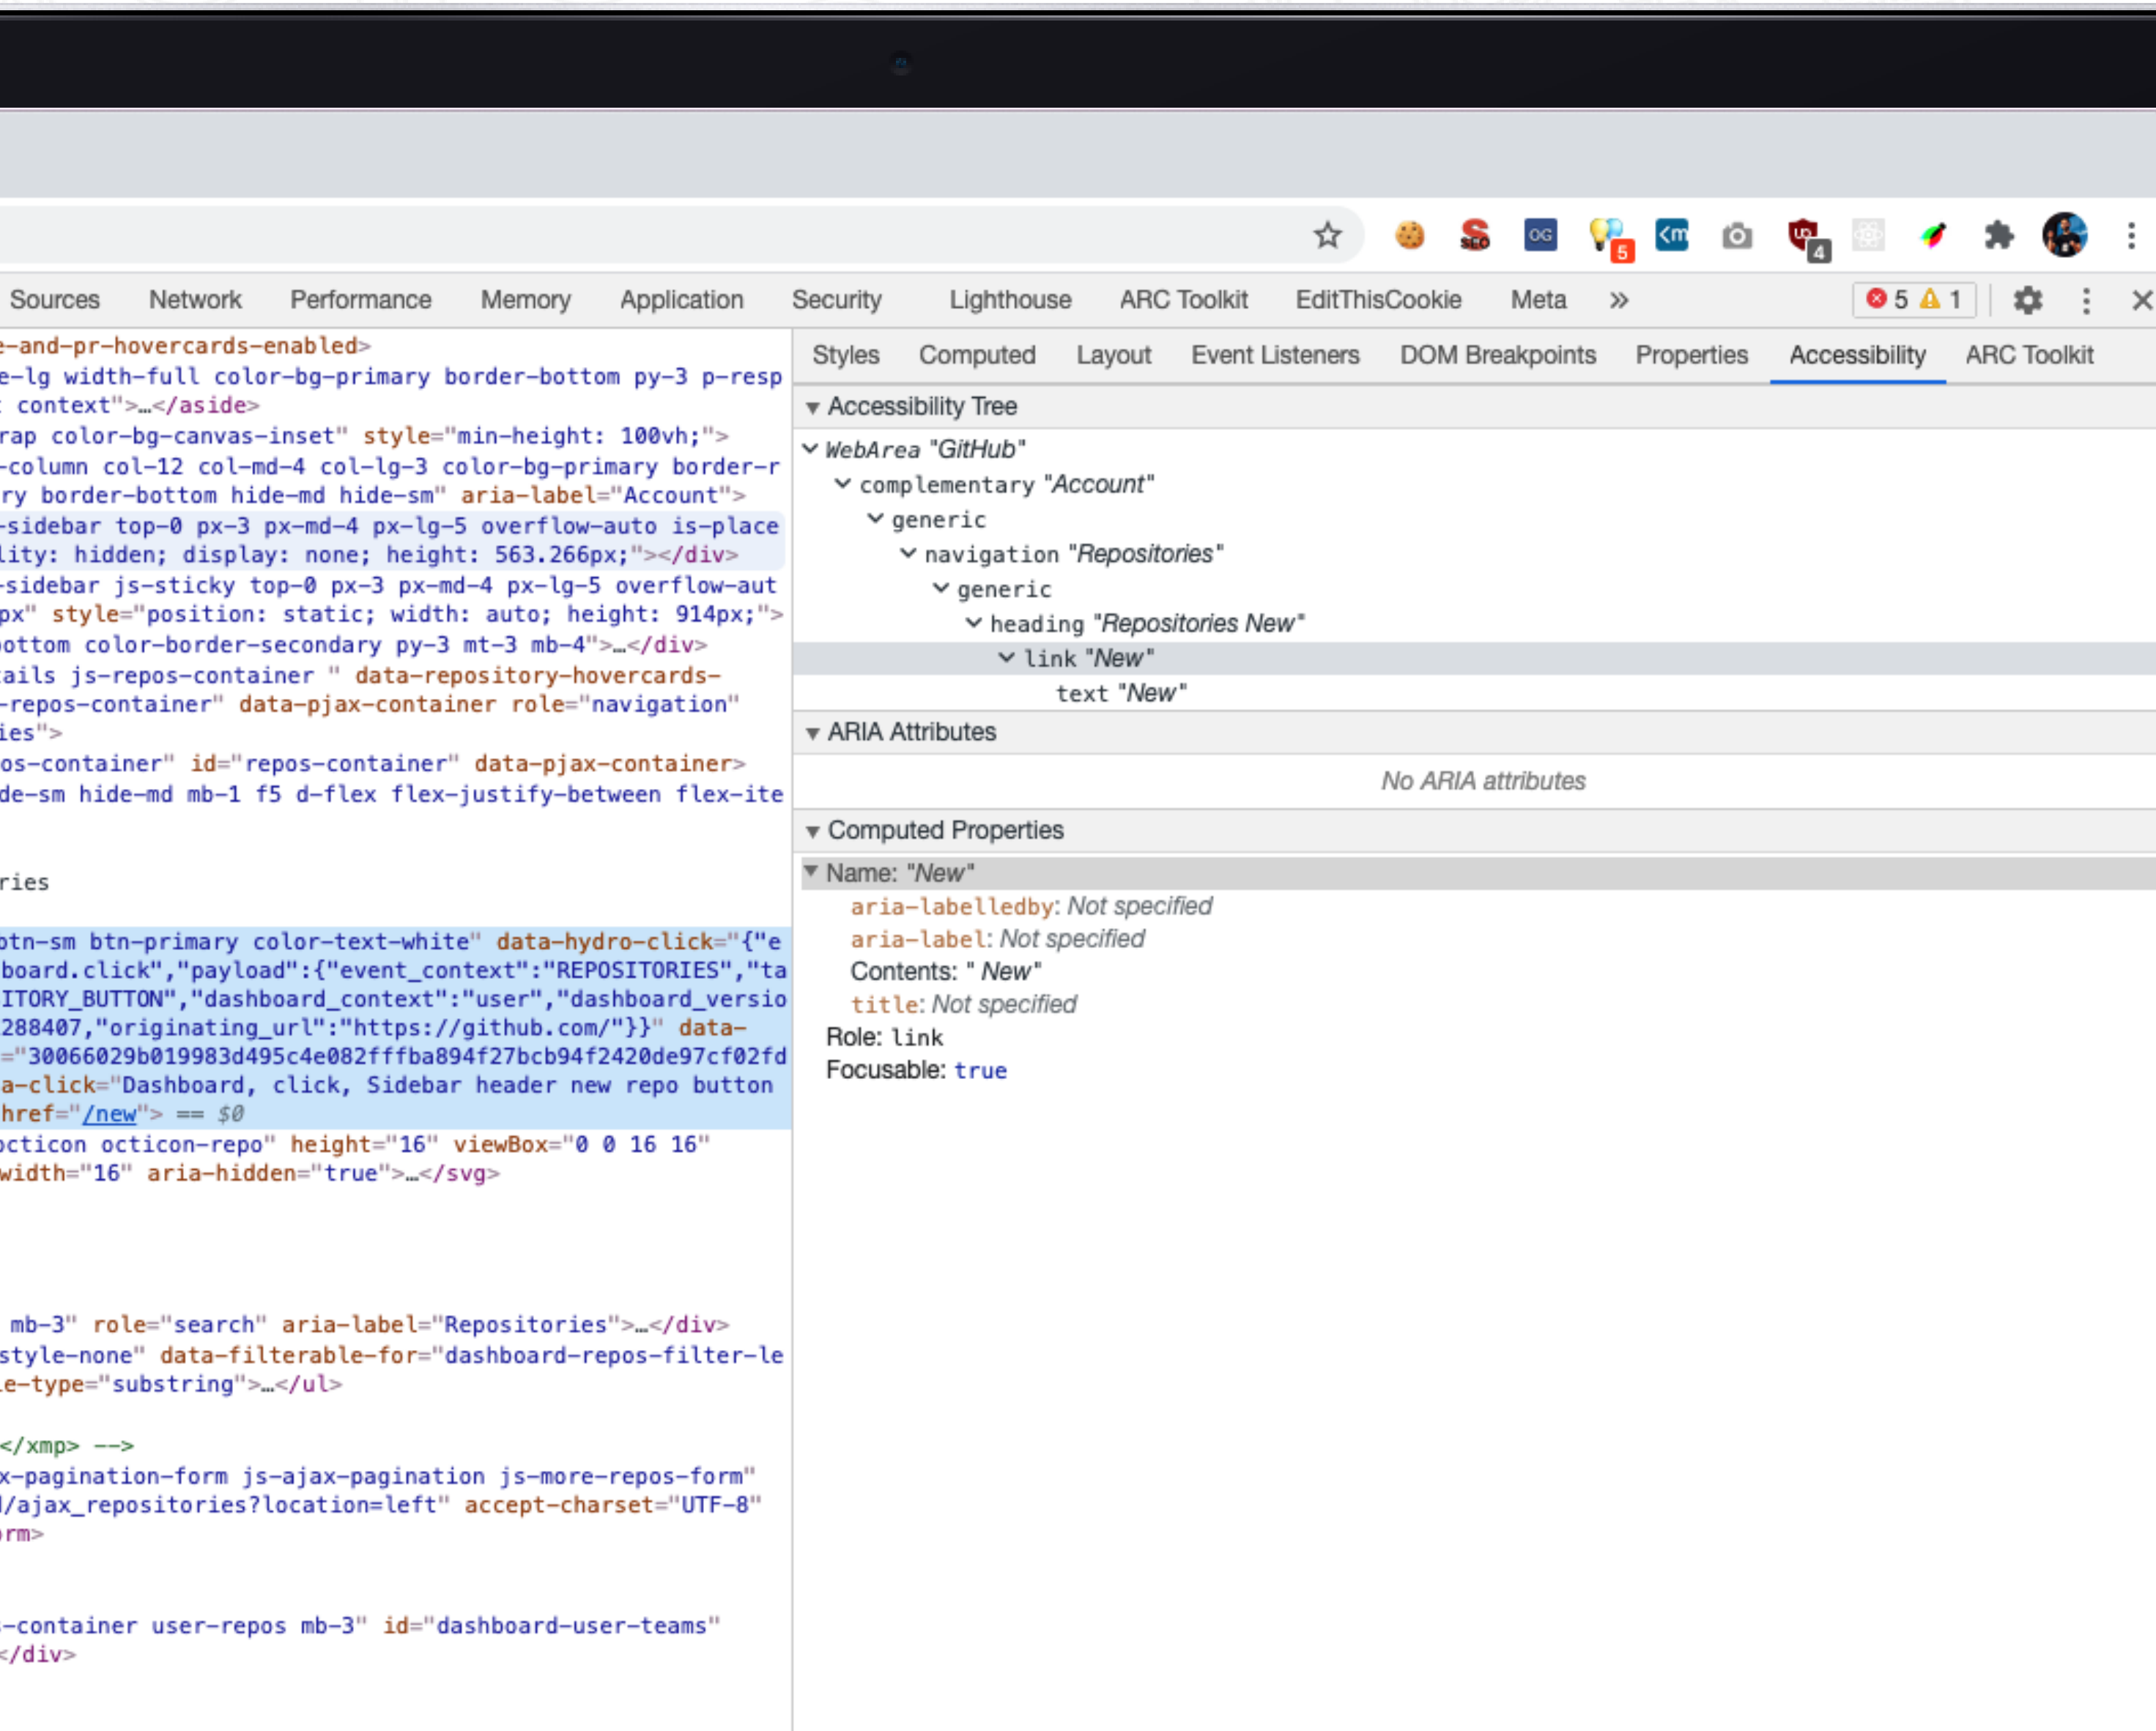 SEO
OG
5
<m
4
Sources Network Performance Memory Application Security Lighthouse ARC Toolkit EditThisCookie Meta » 5 1
e-and-pr-hovercards-enabled>
e-lg width-full color-bg-primary border-bottom py-3 p-resp
context">…</aside>
rap color-bg-canvas-inset" style="min-height: 100vh;">
-column col-12 col-md-4 col-lg-3 color-bg-primary border-r
ry border-bottom hide-md hide-sm" aria-label="Account">
-sidebar top-0 px-3 px-md-4 px-lg-5 overflow-auto is-place
lity: hidden; display: none; height: 563.266px;"></div>
-sidebar js-sticky top-0 px-3 px-md-4 px-lg-5 overflow-aut
px" style="position: static; width: auto; height: 914px;">
ottom color-border-secondary py-3 mt-3 mb-4">…</div>
ails js-repos-container " data-repository-hovercards-
-repos-container" data-pjax-container role="navigation"
ies">
os-container" id="repos-container" data-pjax-container>
de-sm hide-md mb-1 f5 d-flex flex-justify-between flex-ite
ries
btn-sm btn-primary color-text-white" data-hydro-click="{"e
board.click","payload":{"event_context":"REPOSITORIES","ta
ITORY_BUTTON","dashboard_context":"user","dashboard_versio
288407,"originating_url":"https://github.com/"}}" data-
="30066029b019983d495c4e082fffba894f27bcb94f2420de97cf02fd
a-click="Dashboard, click, Sidebar header new repo button
href="/new"> == $0
octicon octicon-repo" height="16" viewBox="0 0 16 16"
width="16" aria-hidden="true">…</svg>
mb-3" role="search" aria-label="Repositories">…</div>
style-none" data-filterable-for="dashboard-repos-filter-le
le-type="substring">…</ul>
</xmp> -->
x-pagination-form js-ajax-pagination js-more-repos-form"
/ajax_repositories?location=left" accept-charset="UTF-8"
orm>
-container user-repos mb-3" id="dashboard-user-teams"
</div>
Styles Computed Layout Event Listeners DOM Breakpoints Properties Accessibility ARC Toolkit
Accessibility Tree
WebArea "GitHub"
complementary "Account"
generic
navigation "Repositories"
generic
heading "Repositories New"
link "New"
text "New"
ARIA Attributes
No ARIA attributes
Computed Properties
Name: "New"
aria-labelledby: Not specified
aria-label: Not specified
Contents: " New"
title: Not specified
Role: link
Focusable: true